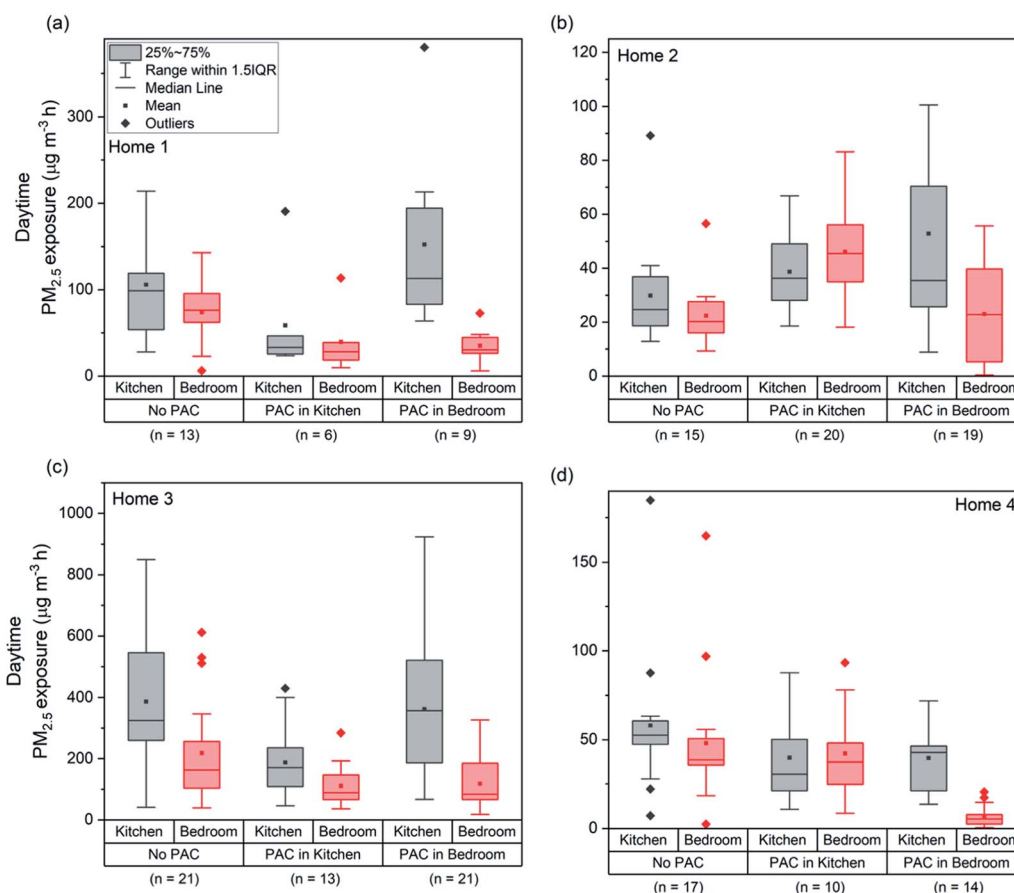 (a)
25%~75%
Range within 1.5IQR
Median Line
Mean
Outliers
Home 1
Daytime
PM2.5 exposure (µg m⁻³ h)
350
300
200
100
0
Kitchen Bedroom Kitchen Bedroom Kitchen Bedroom
No PAC PAC in Kitchen PAC in Bedroom
(n = 13) (n = 6) (n = 9)
(b)
Home 2
120
100
80
60
40
20
0
Kitchen Bedroom Kitchen Bedroom Kitchen Bedroom
No PAC PAC in Kitchen PAC in Bedroom
(n = 15) (n = 20) (n = 19)
(c)
Home 3
Daytime
PM2.5 exposure (µg m⁻³ h)
1000
800
600
400
200
0
Kitchen Bedroom Kitchen Bedroom Kitchen Bedroom
No PAC PAC in Kitchen PAC in Bedroom
(n = 21) (n = 13) (n = 21)
(d)
Home 4
150
100
50
0
Kitchen Bedroom Kitchen Bedroom Kitchen Bedroom
No PAC PAC in Kitchen PAC in Bedroom
(n = 17) (n = 10) (n = 14)